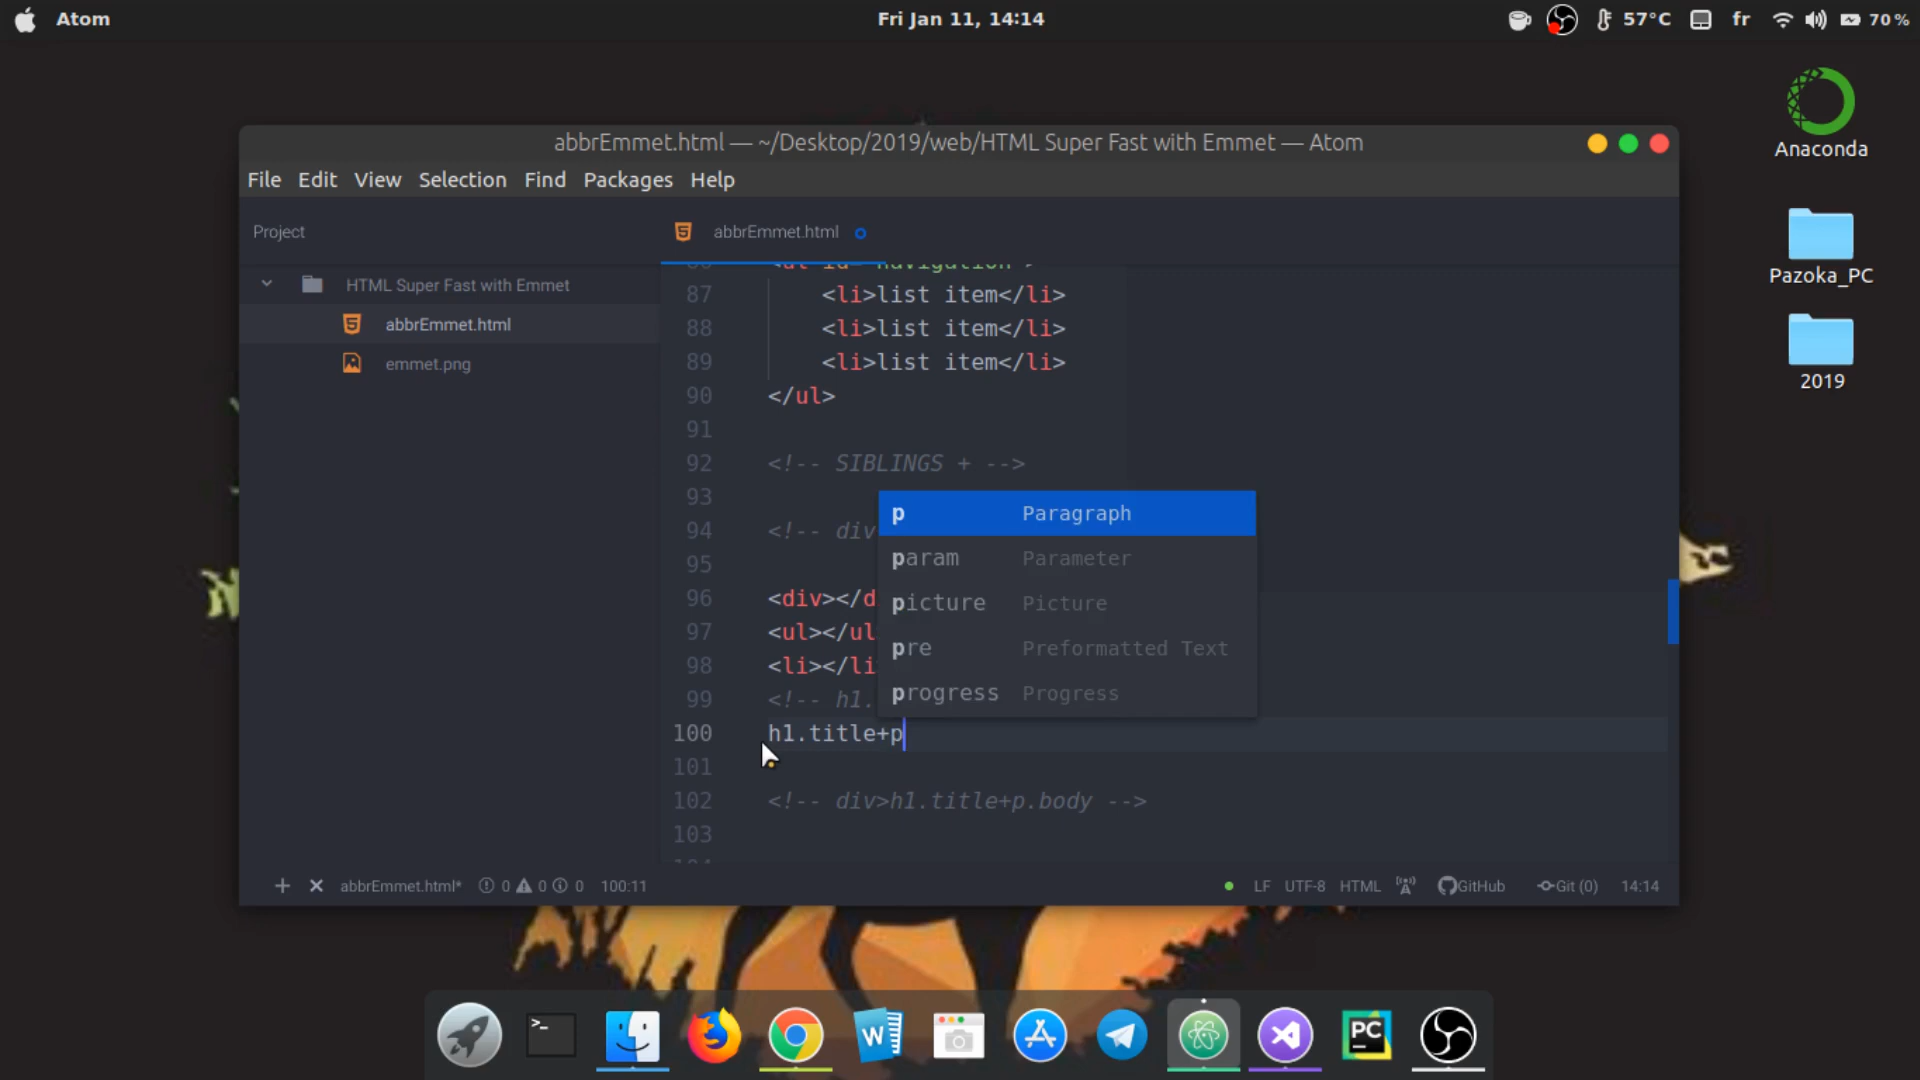 Atom
Fri Jan 11, 14:14
57°C
fr
70 %
Anaconda
Pazoka_PC
2019
abbrEmmet.html — ~/Desktop/2019/web/HTML Super Fast with Emmet — Atom
File Edit View Selection Find Packages Help
Project
HTML Super Fast with Emmet
abbrEmmet.html
emmet.png
abbrEmmet.html
87 <li>list item</li>
88 <li>list item</li>
89 <li>list item</li>
90 </ul>
91
92 <!-- SIBLINGS + -->
93
94 <!-- div
95
96 <div></d
97 <ul></ul
98 <li></li
99 <!-- h1.
100 h1.title+p
101
102 <!-- div>h1.title+p.body -->
103
p Paragraph
param Parameter
picture Picture
pre Preformatted Text
progress Progress
abbrEmmet.html* 0 0 0 100:11
LF UTF-8 HTML GitHub Git (0) 14:14
>_
W
PC